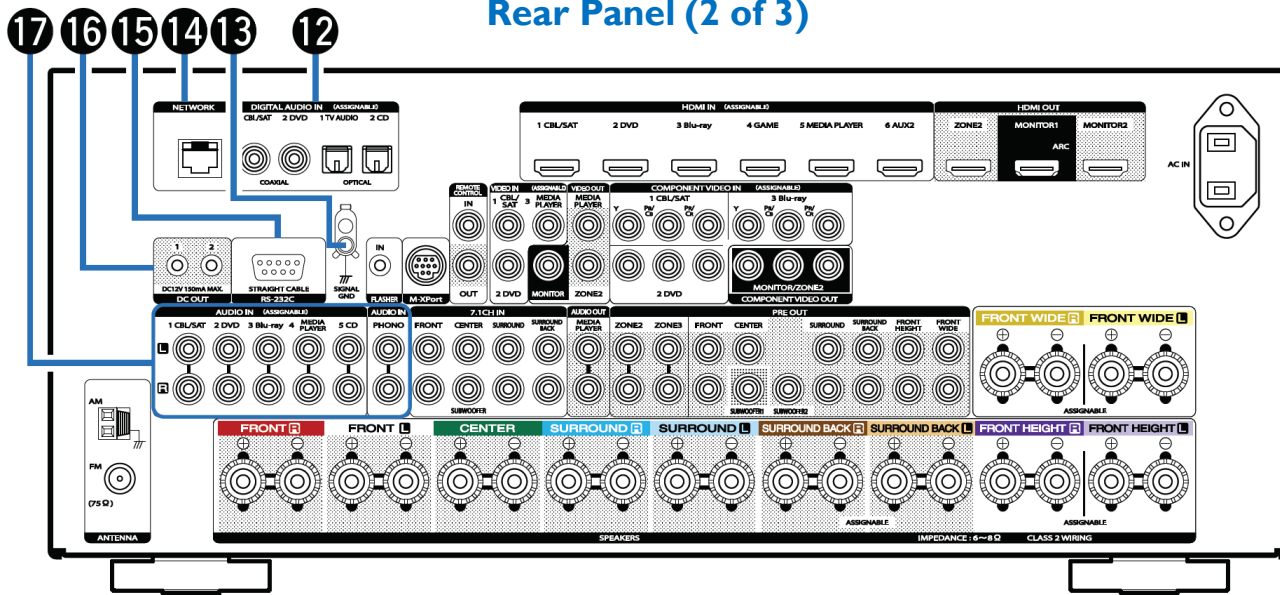 Rear Panel (2 of 3)
17 16 15 14 13 12
NETWORK
DIGITAL AUDIO IN (ASSIGNABLE)
CBL/SAT 2 DVD 1 TV AUDIO 2 CD
COAXIAL OPTICAL
HDMI IN (ASSIGNABLE)
1 CBL/SAT 2 DVD 3 Blu-ray 4 GAME 5 MEDIA PLAYER 6 AUX2
HDMI OUT
ZONE2 MONITOR1 MONITOR2
ARC
AC IN
REMOTE CONTROL
IN
OUT
VIDEO IN (ASSIGNABLE)
1 CBL/SAT 3 MEDIA PLAYER
2 DVD MONITOR
VIDEO OUT
MEDIA PLAYER
ZONE2
COMPONENT VIDEO IN (ASSIGNABLE)
1 CBL/SAT 3 Blu-ray
Y PB/CB PR/CR Y PB/CB PR/CR
2 DVD
MONITOR/ZONE2
COMPONENT VIDEO OUT
1 2
DC12V 150mA MAX.
DC OUT
STRAIGHT CABLE
RS-232C
SIGNAL GND
IN
FLASHER
M-XPort
AUDIO IN (ASSIGNABLE)
1 CBL/SAT 2 DVD 3 Blu-ray 4 MEDIA PLAYER 5 CD
L
R
AUDIO IN
PHONO
7.1CH IN
FRONT CENTER SURROUND SURROUND BACK
SUBWOOFER
AUDIO OUT
MEDIA PLAYER
PRE OUT
ZONE2 ZONE3 FRONT CENTER SURROUND SURROUND BACK FRONT HEIGHT FRONT WIDE
SUBWOOFER1 SUBWOOFER2
FRONT WIDE R FRONT WIDE L
ASSIGNABLE
AM
FM
(75Ω)
ANTENNA
FRONT R FRONT L CENTER SURROUND R SURROUND L SURROUND BACK R SURROUND BACK L FRONT HEIGHT R FRONT HEIGHT L
ASSIGNABLE ASSIGNABLE
SPEAKERS IMPEDANCE : 6~8Ω CLASS 2 WIRING